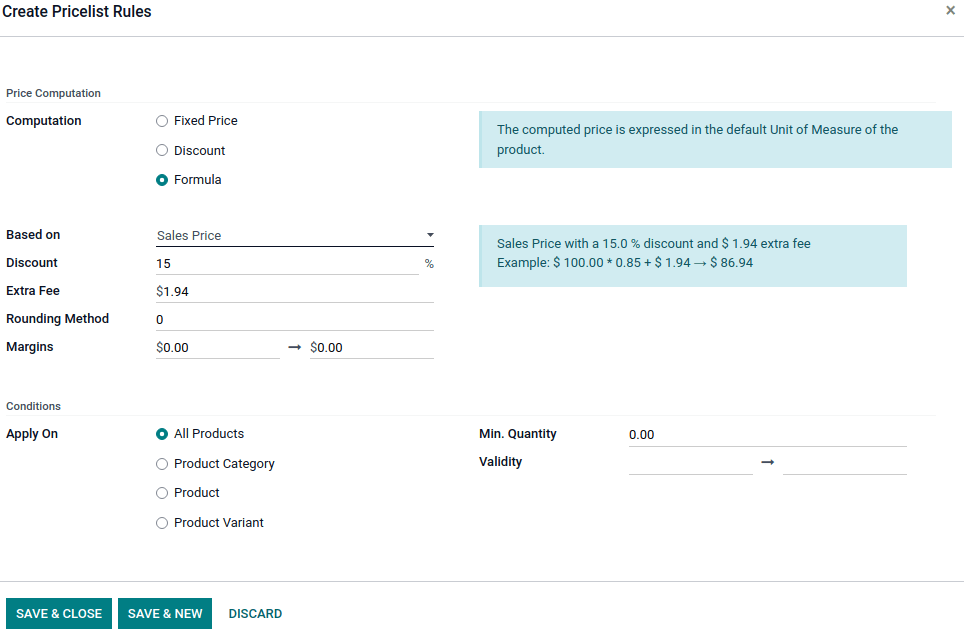 Create Pricelist Rules ×
Price Computation
Computation
Fixed Price
Discount
Formula
The computed price is expressed in the default Unit of Measure of the
product.
Based on Sales Price
Discount 15 %
Extra Fee $1.94
Rounding Method 0
Margins $0.00 → $0.00
Sales Price with a 15.0 % discount and $ 1.94 extra fee
Example: $ 100.00 * 0.85 + $ 1.94 → $ 86.94
Conditions
Apply On
All Products
Product Category
Product
Product Variant
Min. Quantity 0.00
Validity →
SAVE & CLOSE SAVE & NEW DISCARD